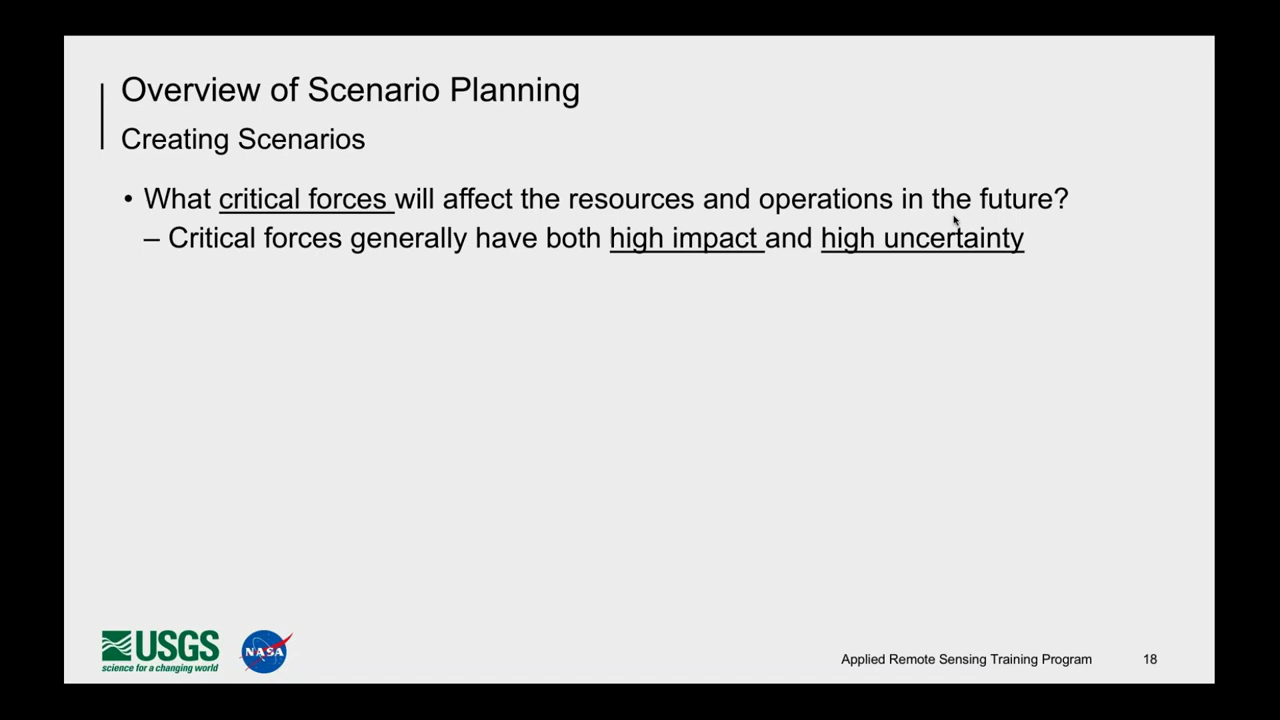 Overview of Scenario Planning
Creating Scenarios
• What critical forces will affect the resources and operations in the future?
– Critical forces generally have both high impact and high uncertainty
USGS
science for a changing world
NASA
Applied Remote Sensing Training Program 18